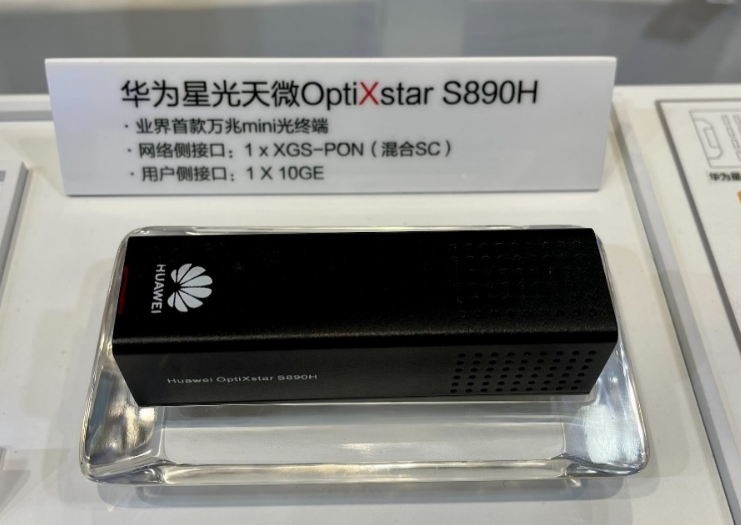 华为星光天微OptiXstar S890H
· 业界首款万兆mini光终端
· 网络侧接口：1 x XGS-PON（混合SC）
· 用户侧接口：1 X 10GE
华为星
HUAWEI
Huawei OptiXstar S890H